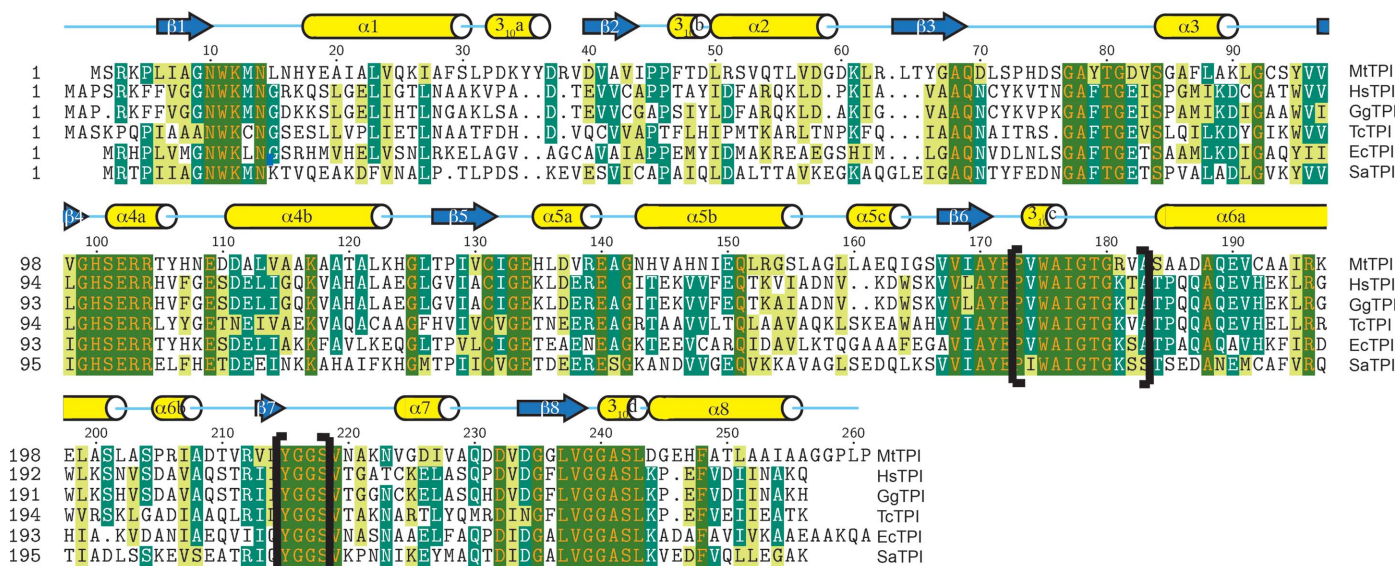 β1 α1 3₁₀a β2 3₁₀b α2 β3 α3
10 20 30 40 50 60 70 80 90
1 MSRKPLIAGNWKMNLNHYEAIALVQKIAFSLPDKYYDRVDVAVIPPFTDLRSVQTLVDGDKLR.LTYGAQDLSPHDSGAYTGDVSGAFLAKLGCSYVV MtTPI
1 MAPSRKFFVGGNWKMNGRKQSLGELIGTLNAAKVPA..D.TEVVCAPPTAYIDFARQKLD.PKIA...VAAQNCYKVTNGAFTGEISPGMIKDCGATWVV HsTPI
1 MAP.RKFFVGGNWKMNGDKKSLGELIHTLNGAKLSA..D.TEVVCGAPSIYLDFARQKLD.AKIG...VAAQNCYKVPKGAFTGEISPAMIKDIGAAWVI GgTPI
1 MASKPQPIAAANWKCNGSESLLVPLIETLNAATFDH..D.VQCVVAPTFLHIPMTKARLTNPKFQ...IAAQNAITRS.GAFTGEVSLQILKDYGIKWVV TcTPI
1 MRHPLVMGNWKLNGSRHMVHELVSNLRKELAGV..AGCAVAIAPPEMYIDMAKREAEGSHIM...LGAQNVDLNLSGAFTGETSAAMLKDIGAQYII EcTPI
1 MRTPIIAGNWKMNKTVQEAKDFVNALP.TLPDS..KEVESVICAPAIQLDALTTAVKEGKAQGLEIGAQNTYFEDNGAFTGETSPVALADLGVKYVV SaTPI
β4 α4a α4b β5 α5a α5b α5c β6 3₁₀c α6a
100 110 120 130 140 150 160 170 180 190
98 VGHSERRTYHNEDDALVAAKAATALKHGLTPIVCIGEHLDVREAGNHVAHNIEQLRGSLAGLLAEQIGSVVIAYEPVWAIGTGRVASAADAQEVCAAIRK MtTPI
94 LGHSERRHVFGESDELIGQKVAHALAEGLGVIACIGEKLDEREAGITEKVVFEQTKVIADNVK..DWSKVVLAYEPVWAIGTGKTATPQQAQEVHEKLRG HsTPI
93 LGHSERRHVFGESDELIGQKVAHALAEGLGVIACIGEKLDEREAGITEKVVFEQTKAIADNVK..DWSKVVLAYEPVWAIGTGKTATPQQAQEVHEKLRG GgTPI
94 LGHSERRLYYGETNEIVAEKVAQACAAGFHVIVCVGETNEEREAGRTAAVVLTQLAAVAQKLSKEAWAHVVIAYEPVWAIGTGKVATPQQAQEVHELLRR TcTPI
93 IGHSERRTYHKESDELIAKKFAVLKEQGLTPVLCIGETEAENEAGKTEEVCARQIDAVLKTQGAAAFEGAVIAYEPVWAIGTGKSATPAQAQAVHKFIRD EcTPI
95 IGHSERRELFHETDEEINKKAHAIFKHGMTPIICVGETDEERESGKANDVVGEQVKKAVAGLSEDQLKSVVIAYEPIWAIGTGKSSTSEDANEMCAFVRQ SaTPI
α6b β7 α7 β8 3₁₀d α8
200 210 220 230 240 250 260
198 ELASLASPRIADTVRVLYGGSVNAKNVGDIVAQDDVDGGLVGGASLDGEHFATLAAIAAGGPLP MtTPI
192 WLKSNVSDAVAQSTRIIYGGSVTGATCKELASQPDVDGFLVGGASLKP.EFVDIINAKQ HsTPI
191 WLKSHVSDAVAQSTRIIYGGSVTGGNCKELASQHDVDGFLVGGASLKP.EFVDIINAKH GgTPI
194 WVRSKLGADIAAQLRILYGGSVTAKNARTLYQMRDINGFLVGGASLKP.EFVEIIEATK TcTPI
193 HIA.KVDANIAEQVIIQYGGSVNASNAAELFAQPDIDGALVGGASLKADAFAVIVKAAEAAKQA EcTPI
195 TIADLSSKEVSEATRIQYGGSVKPNNIKEYMAQTDIDGALVGGASLKVEDFVQLLEGAK SaTPI